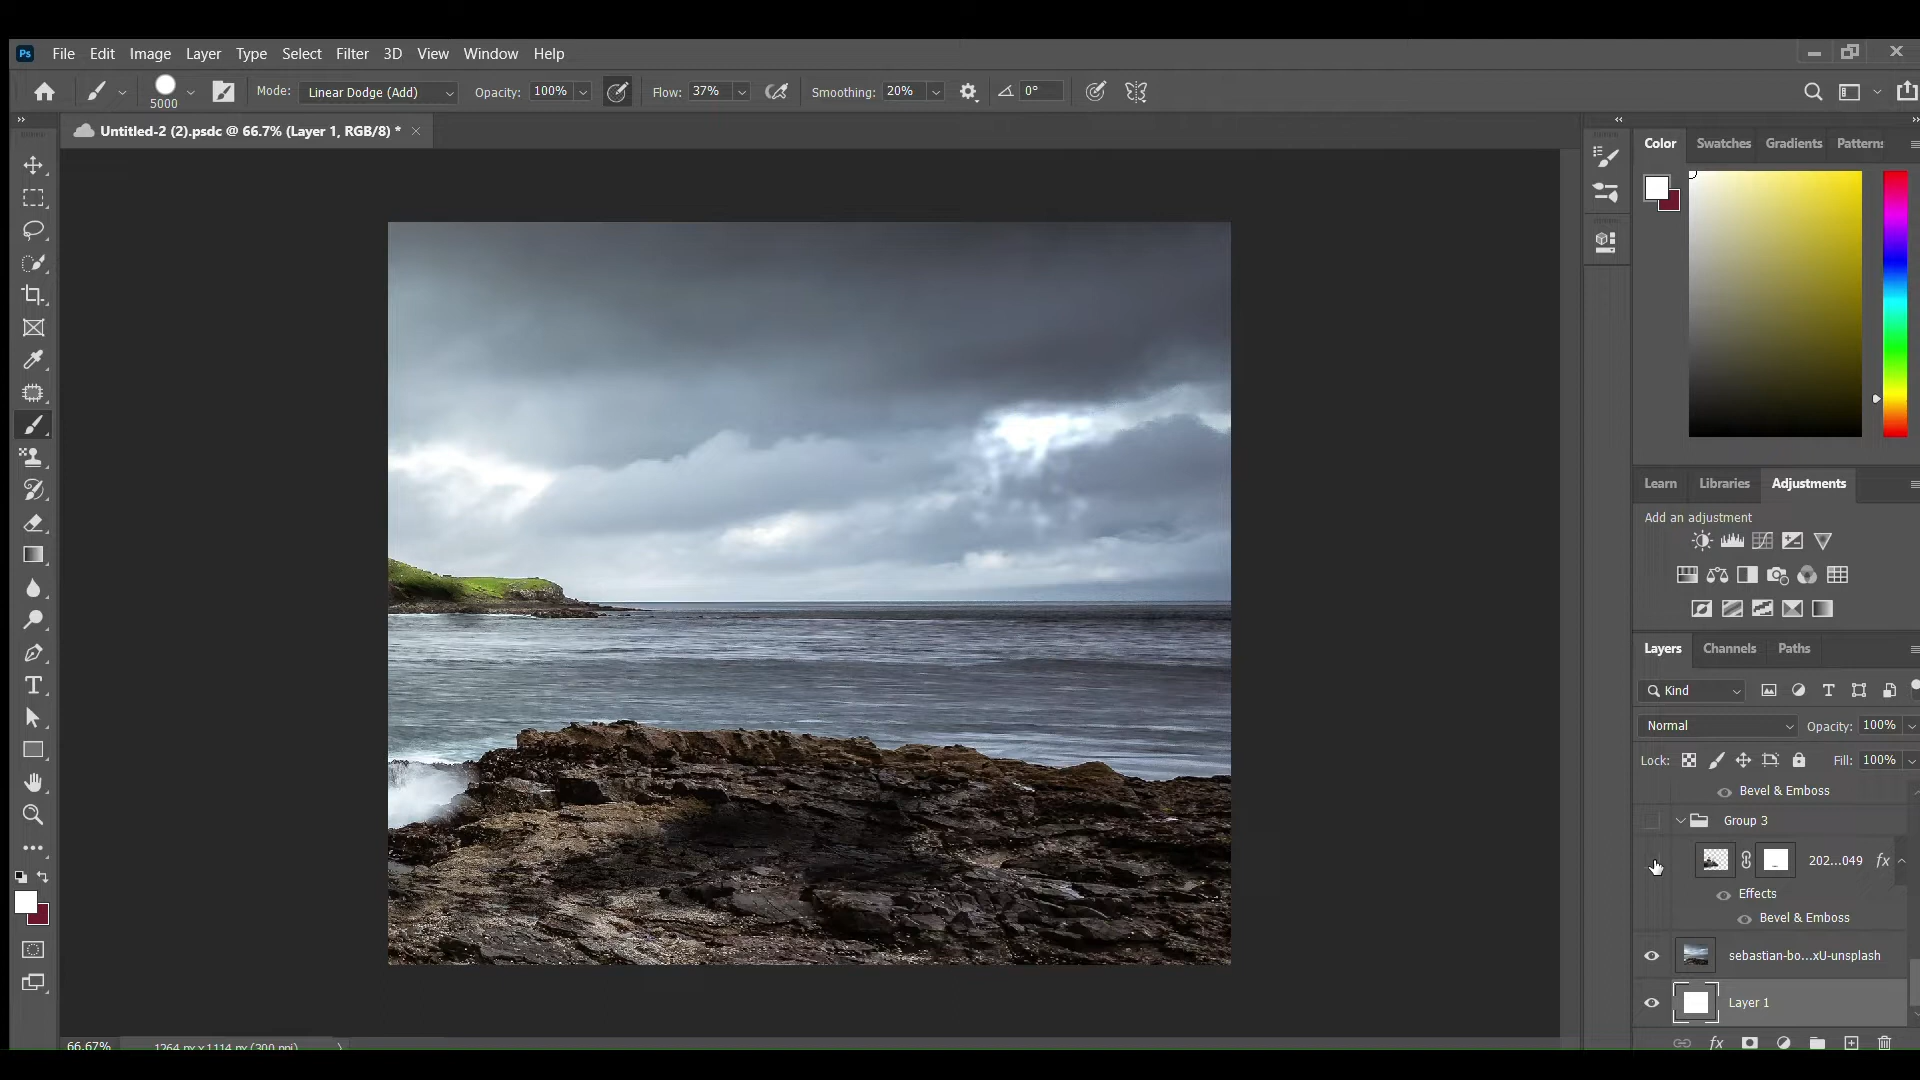 Ps File Edit Image Layer Type Select Filter 3D View Window Help
5000 Mode: Linear Dodge (Add) Opacity: 100% Flow: 37% Smoothing: 20% 0°
Untitled-2 (2).psdc @ 66.7% (Layer 1, RGB/8) *
Color Swatches Gradients Patterns
Learn Libraries Adjustments
Add an adjustment
Layers Channels Paths
Kind
Normal Opacity: 100%
Lock: Fill: 100%
Bevel & Emboss
Group 3
202...049 fx
Effects
Bevel & Emboss
sebastian-bo...xU-unsplash
Layer 1
fx
66.67% 1264 px x 1114 px (300 ppi)